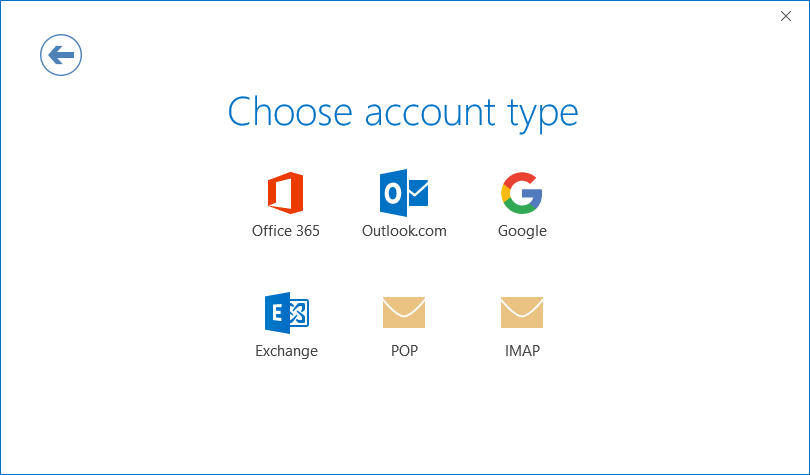 Choose account type
Office 365
Outlook.com
Google
Exchange
POP
IMAP